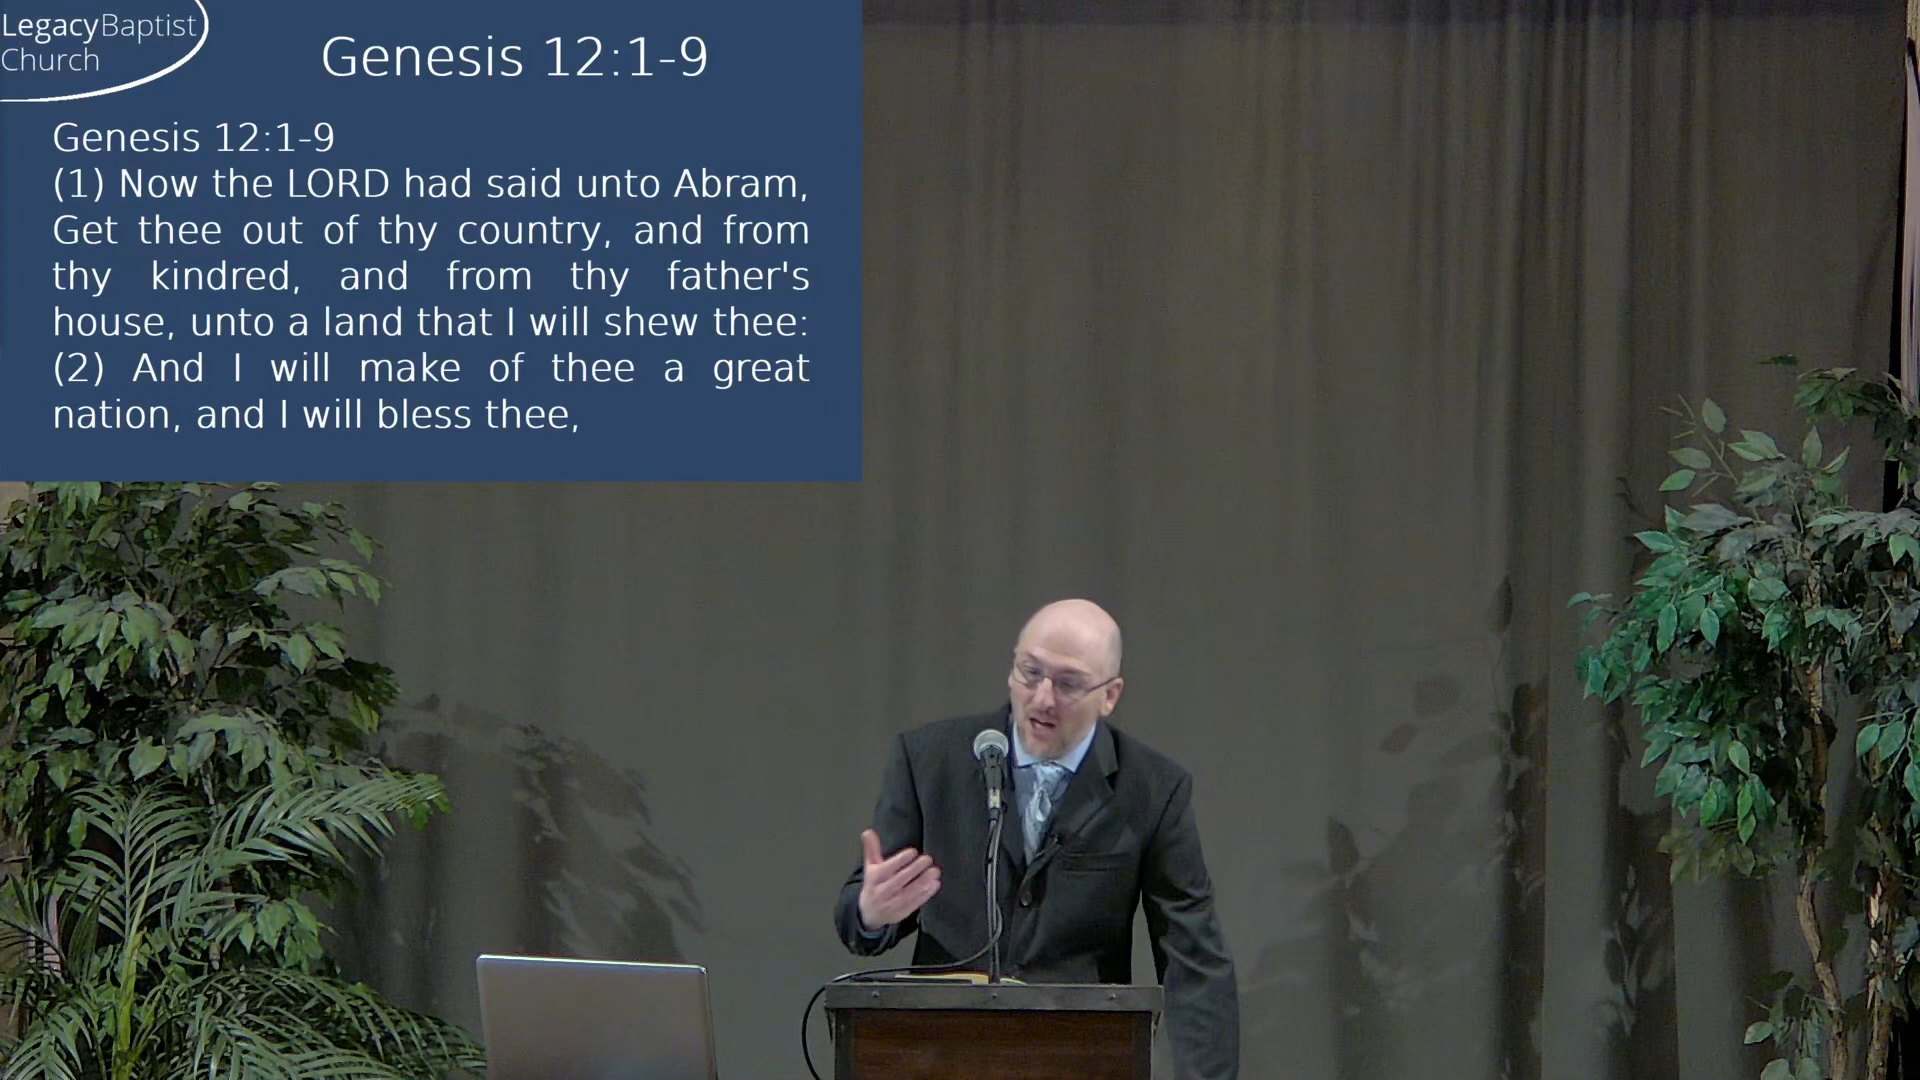 LegacyBaptist
Church
Genesis 12:1-9
Genesis 12:1-9
(1) Now the LORD had said unto Abram,
Get thee out of thy country, and from
thy kindred, and from thy father's
house, unto a land that I will shew thee:
(2) And I will make of thee a great
nation, and I will bless thee,